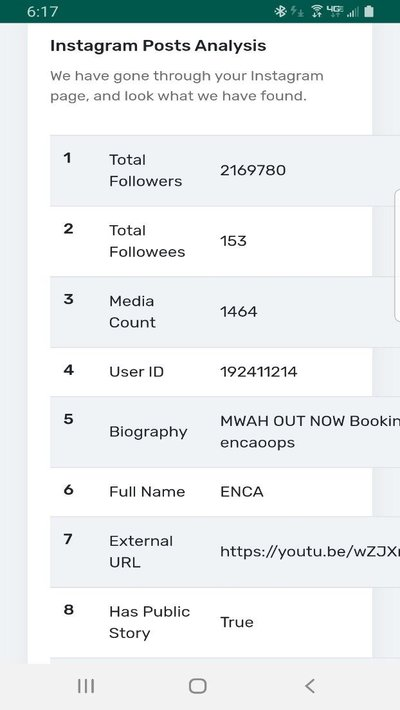 6:17
4GE
Instagram Posts Analysis
We have gone through your Instagram
page, and look what we have found.
1 Total Followers 2169780
2 Total Followees 153
3 Media Count 1464
4 User ID 192411214
5 Biography MWAH OUT NOW Bookin
encaoops
6 Full Name ENCA
7 External URL https://youtu.be/wZJX
8 Has Public Story True